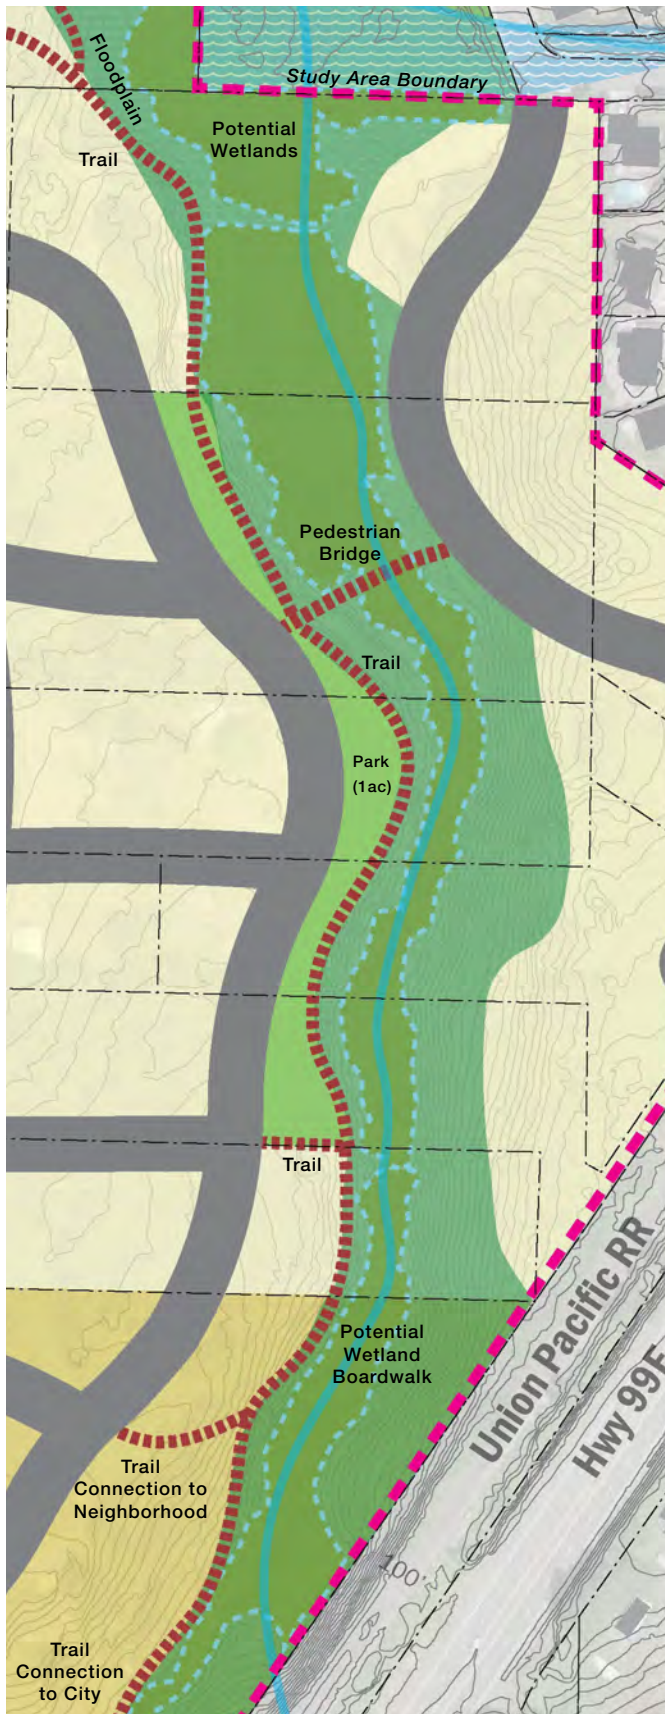 Floodplain
Study Area Boundary
Potential
Wetlands
Trail
Pedestrian
Bridge
Trail
Park
(1ac)
Trail
Union Pacific RR
Hwy 99E
Potential
Wetland
Boardwalk
Trail
Connection to
Neighborhood
100'
Trail
Connection
to City